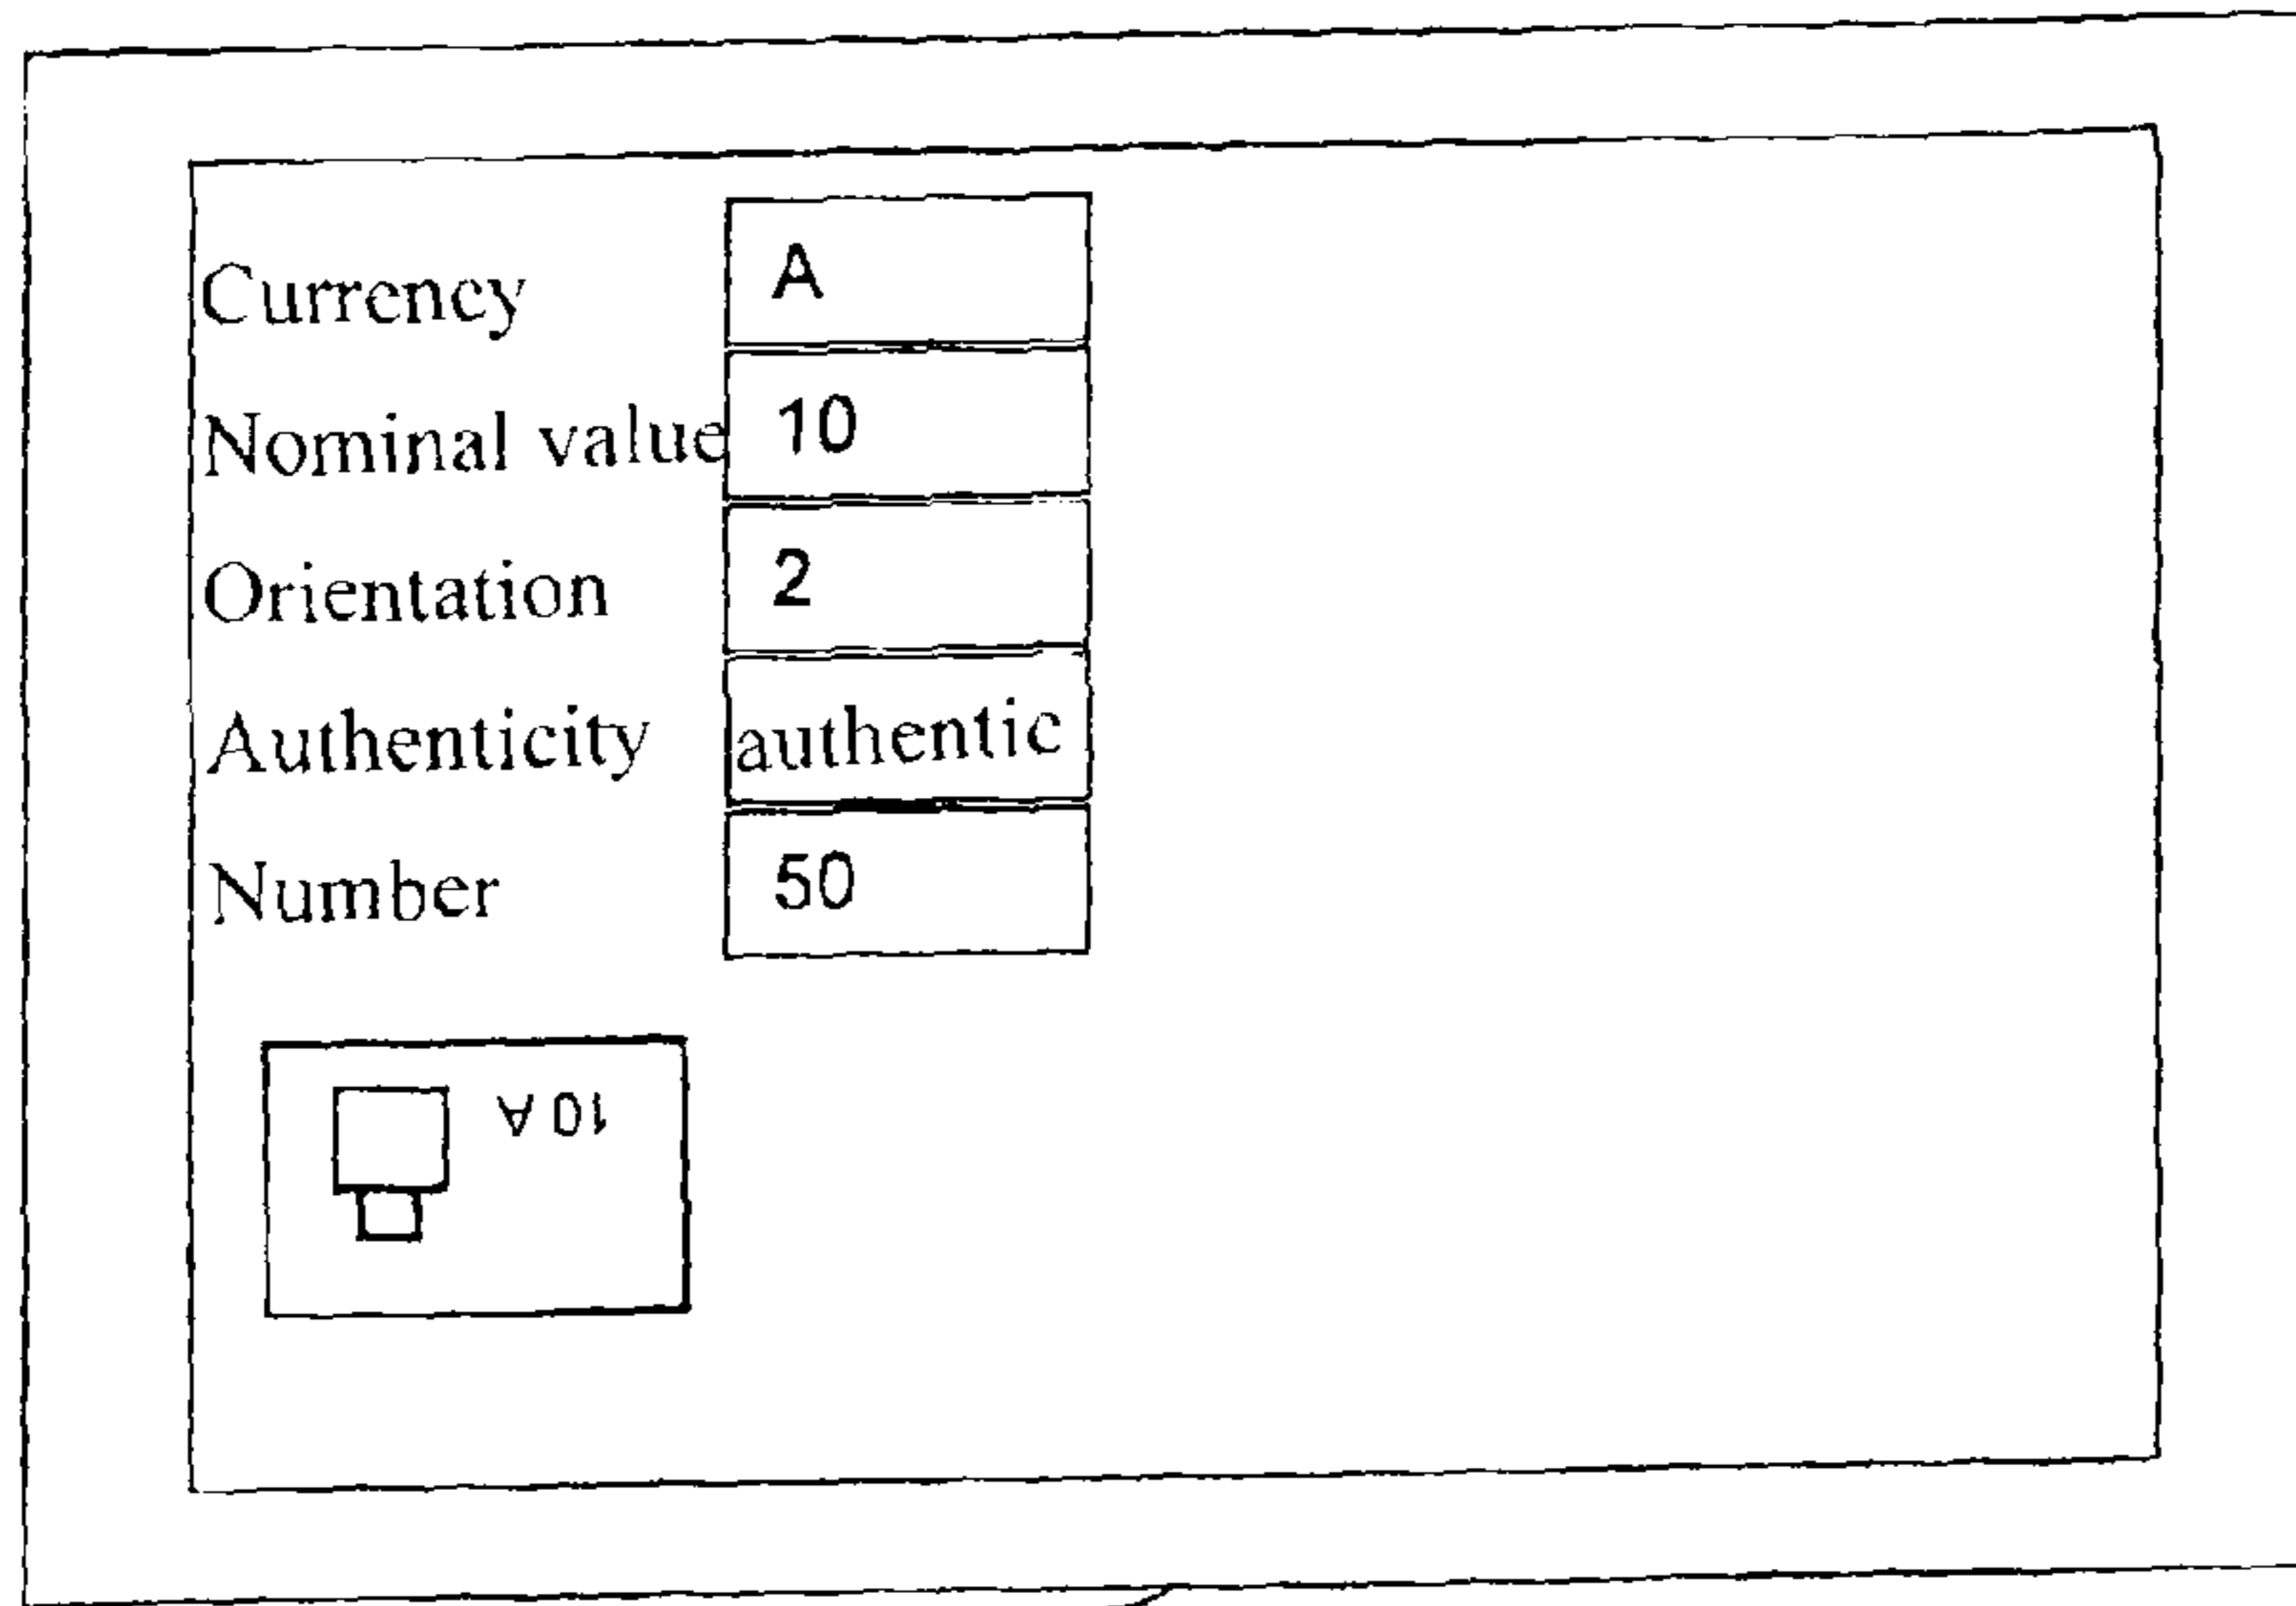 Currency A
Nominal value 10
Orientation 2
Authenticity authentic
Number 50
10 A